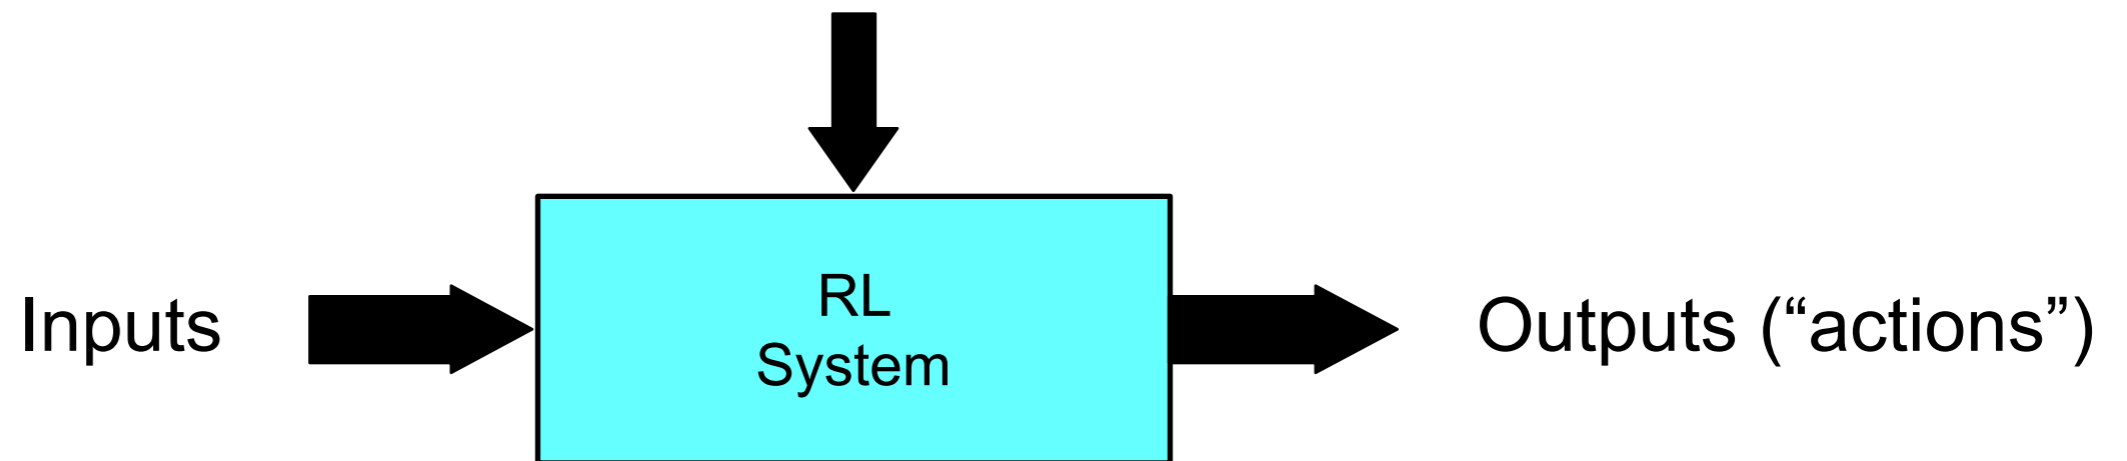 Inputs
RL
System
Outputs (“actions”)